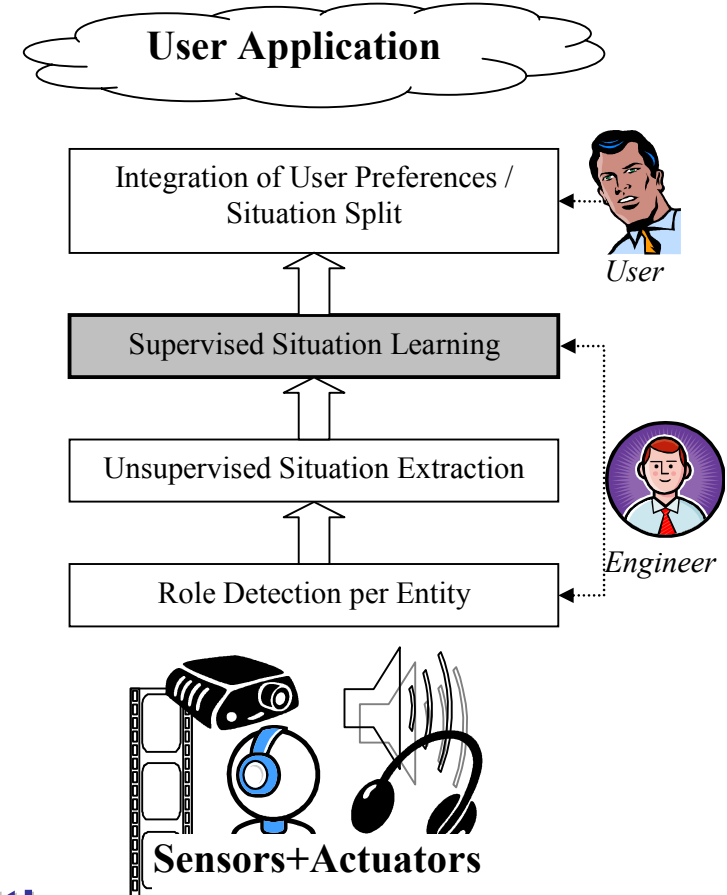 User Application
Integration of User Preferences /
Situation Split
User
Supervised Situation Learning
Unsupervised Situation Extraction
Engineer
Role Detection per Entity
Sensors+Actuators